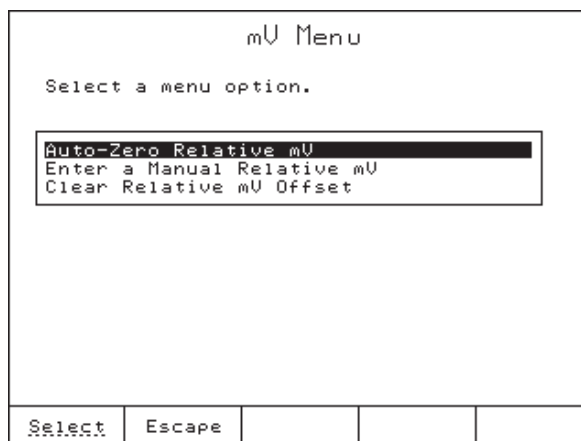 mV Menu
Select a menu option.
Auto-Zero Relative mV
Enter a Manual Relative mV
Clear Relative mV Offset
Select
Escape